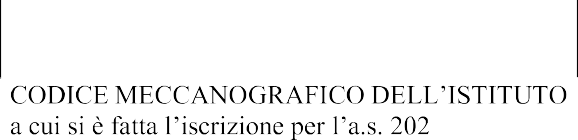 CODICE MECCANOGRAFICO DELL'ISTITUTO
a cui si è fatta l'iscrizione per l'a.s. 202